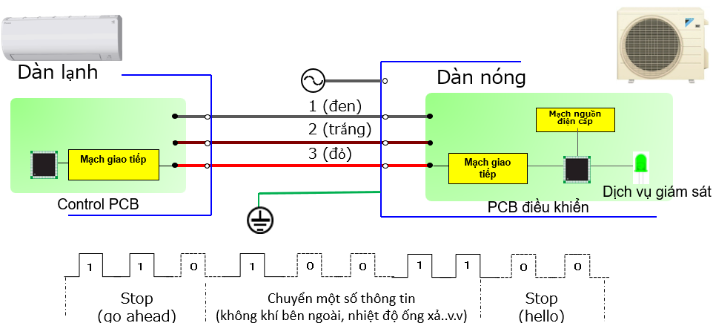 DAIKIN
Dàn lạnh
Dàn nóng
1 (đen)
2 (trắng)
3 (đỏ)
Mạch nguồn
điện cấp
Mạch giao tiếp
Mạch giao
tiếp
Dịch vụ giám sát
Control PCB
PCB điều khiển
1 1 0 1 0 0 1 1 0 0
Stop
(go ahead)
Chuyển một số thông tin
(không khí bên ngoài, nhiệt độ ống xả..v.v)
Stop
(hello)